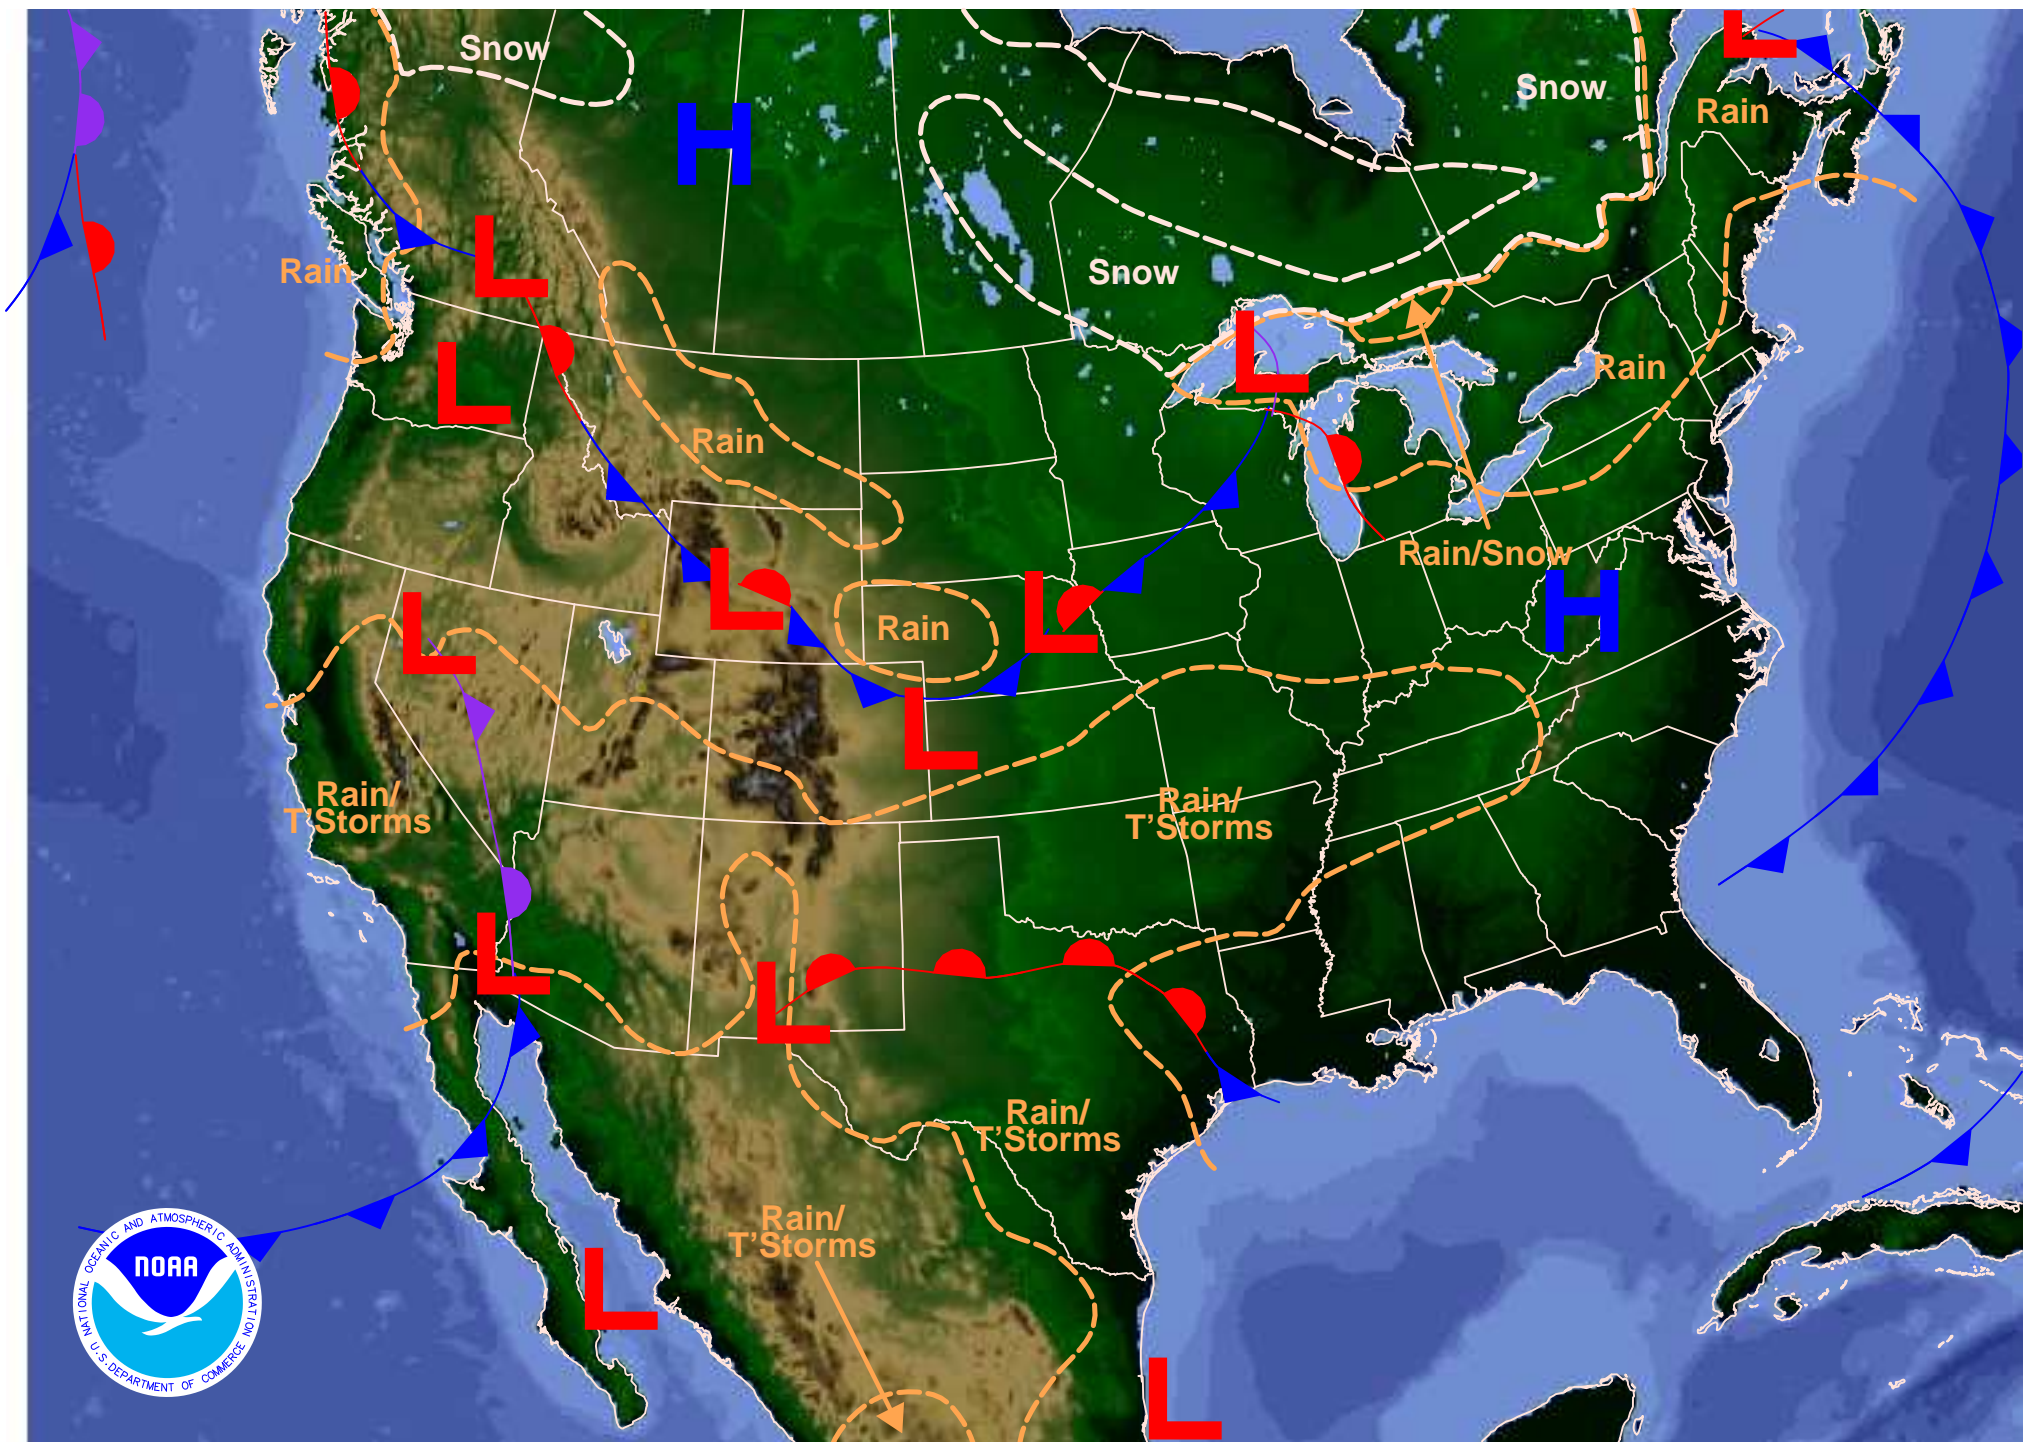 Snow
H
L
Snow
Rain
L
Rain
Snow
L
L
L
Rain
Rain
Rain/Snow
L
L
L
H
Rain
L
Rain/
T'Storms
Rain/
T'Storms
L
L
Rain/
T'Storms
Rain/
T'Storms
L
L
NATIONAL OCEANIC AND ATMOSPHERIC ADMINISTRATION
NOAA
U.S. DEPARTMENT OF COMMERCE